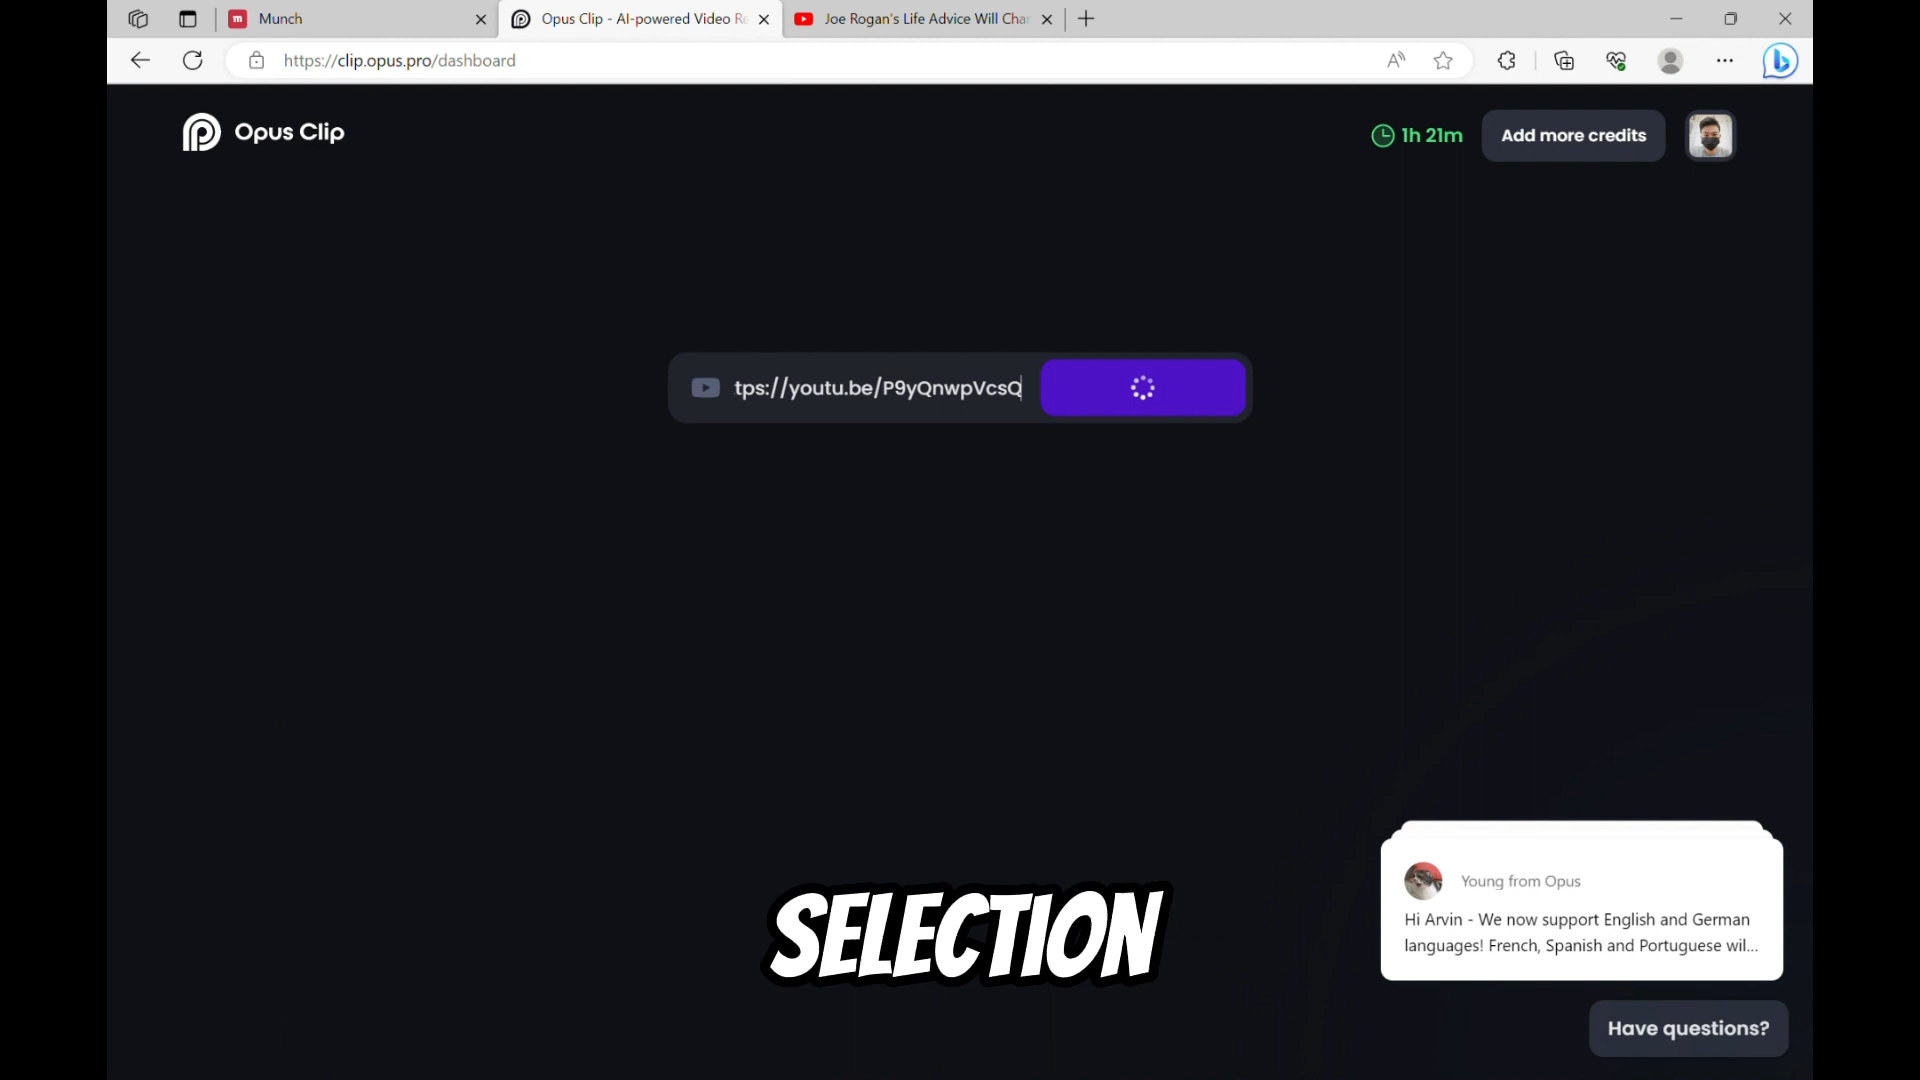 Munch
Opus Clip - AI-powered Video Re
Joe Rogan's Life Advice Will Chan
https://clip.opus.pro/dashboard
Opus Clip
1h 21m
Add more credits
tps://youtu.be/P9yQnwpVcsQ
SELECTION
Young from Opus
Hi Arvin - We now support English and German
languages! French, Spanish and Portuguese wil...
Have questions?